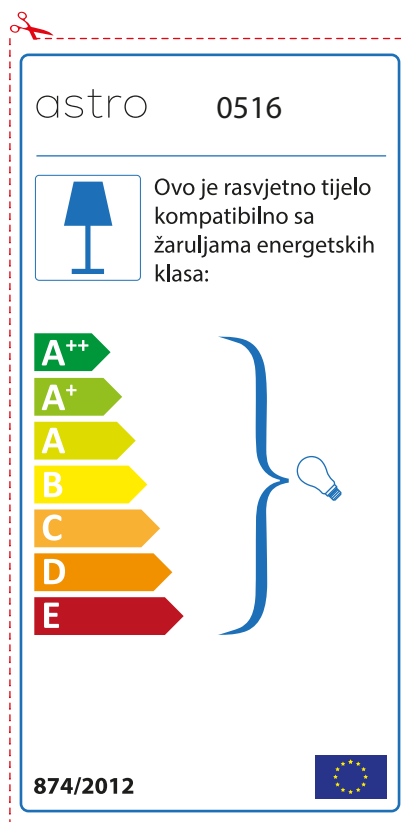 astro 0516
Ovo je rasvjetno tijelo
kompatibilno sa
žaruljama energetskih
klasa:
A++
A+
A
B
C
D
E
874/2012